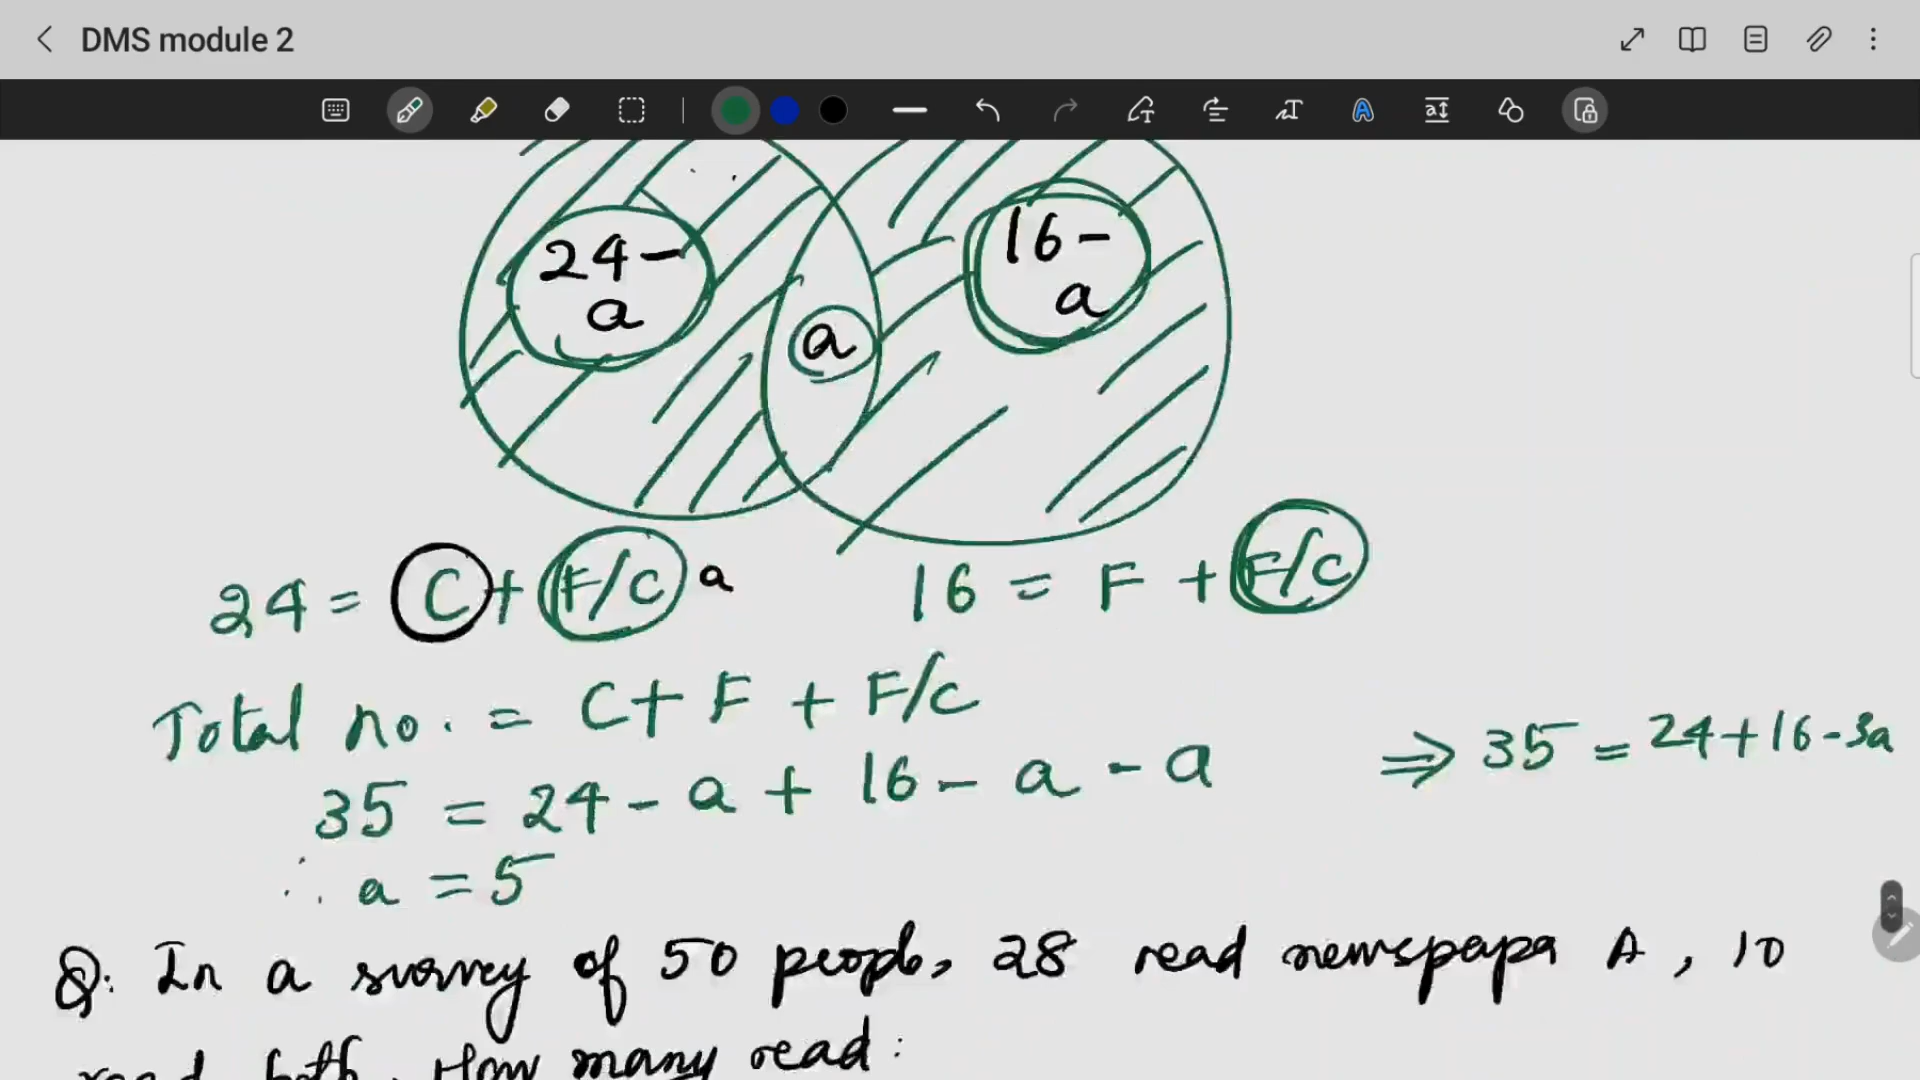 DMS module 2
24-
a
a
16-
a
24 = C + F/C a
16 = F + F/C
Total no. = C + F + F/C
35 = 24 - a + 16 - a - a
⇒ 35 = 24 + 16 - 3a
∴ a = 5
Q: In a survey of 50 people, 28 read newspapa A, 10
read both. How many read: